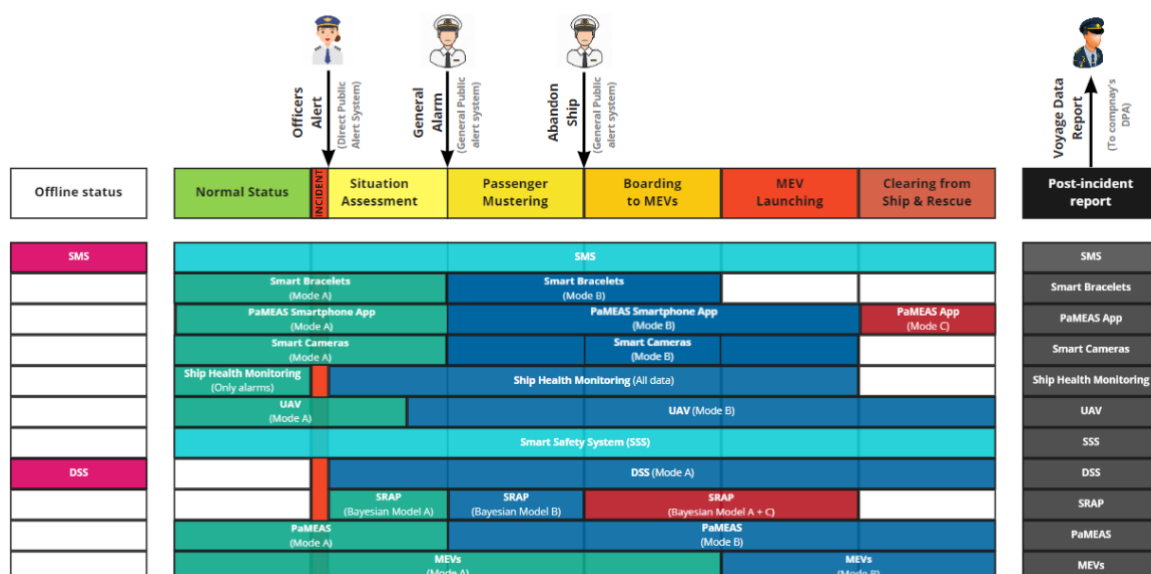 Officers
Alert
(Direct Public
Alert System)
General
Alarm
(General Public
alert system)
Abandon
Ship
(General Public
alert system)
Voyage Data
Report
(To compnay's
DPA)
Offline status
Normal Status
INCIDENT
Situation
Assessment
Passenger
Mustering
Boarding
to MEVs
MEV
Launching
Clearing from
Ship & Rescue
Post-incident
report
SMS
SMS
SMS
Smart Bracelets
(Mode A)
Smart Bracelets
(Mode B)
Smart Bracelets
PaMEAS Smartphone App
(Mode A)
PaMEAS Smartphone App
(Mode B)
PaMEAS App
(Mode C)
PaMEAS App
Smart Cameras
(Mode A)
Smart Cameras
(Mode B)
Smart Cameras
Ship Health Monitoring
(Only alarms)
Ship Health Monitoring (All data)
Ship Health Monitoring
UAV
(Mode A)
UAV (Mode B)
UAV
Smart Safety System (SSS)
SSS
DSS
DSS (Mode A)
DSS
SRAP
(Bayesian Model A)
SRAP
(Bayesian Model B)
SRAP
(Bayesian Model A + C)
SRAP
PaMEAS
(Mode A)
PaMEAS
(Mode B)
PaMEAS
MEVs
(Mode A)
MEVs
(Mode B)
MEVs